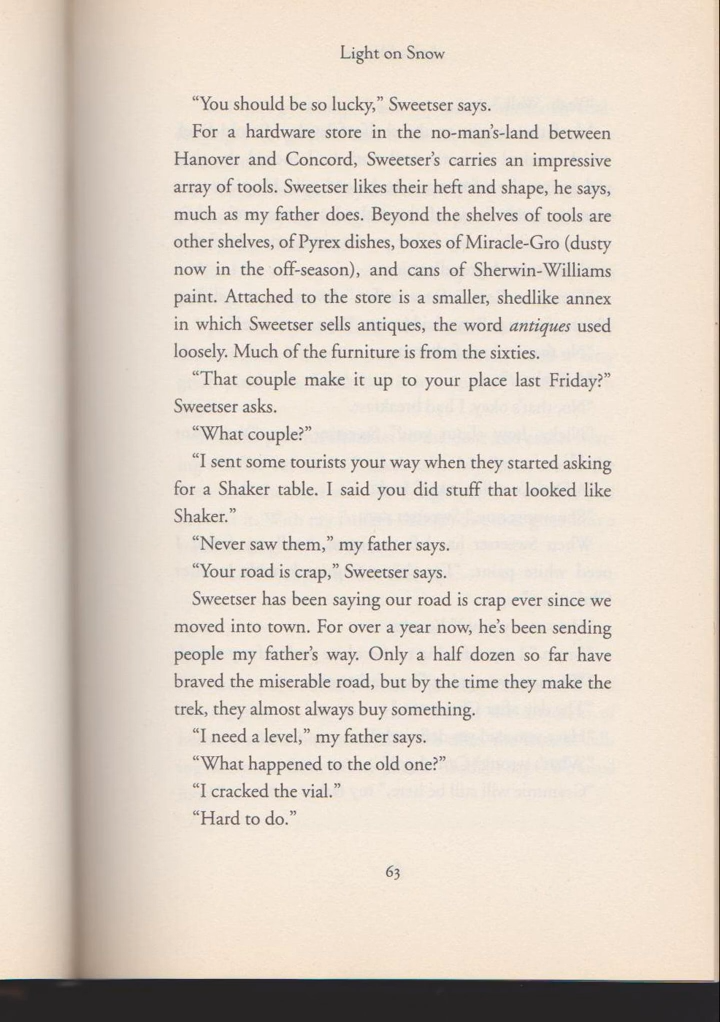 Light on Snow
“You should be so lucky,” Sweetser says.
For a hardware store in the no-man’s-land between
Hanover and Concord, Sweetser’s carries an impressive
array of tools. Sweetser likes their heft and shape, he says,
much as my father does. Beyond the shelves of tools are
other shelves, of Pyrex dishes, boxes of Miracle-Gro (dusty
now in the off-season), and cans of Sherwin-Williams
paint. Attached to the store is a smaller, shedlike annex
in which Sweetser sells antiques, the word antiques used
loosely. Much of the furniture is from the sixties.
“That couple make it up to your place last Friday?”
Sweetser asks.
“What couple?”
“I sent some tourists your way when they started asking
for a Shaker table. I said you did stuff that looked like
Shaker.”
“Never saw them,” my father says.
“Your road is crap,” Sweetser says.
Sweetser has been saying our road is crap ever since we
moved into town. For over a year now, he’s been sending
people my father’s way. Only a half dozen so far have
braved the miserable road, but by the time they make the
trek, they almost always buy something.
“I need a level,” my father says.
“What happened to the old one?”
“I cracked the vial.”
“Hard to do.”
63